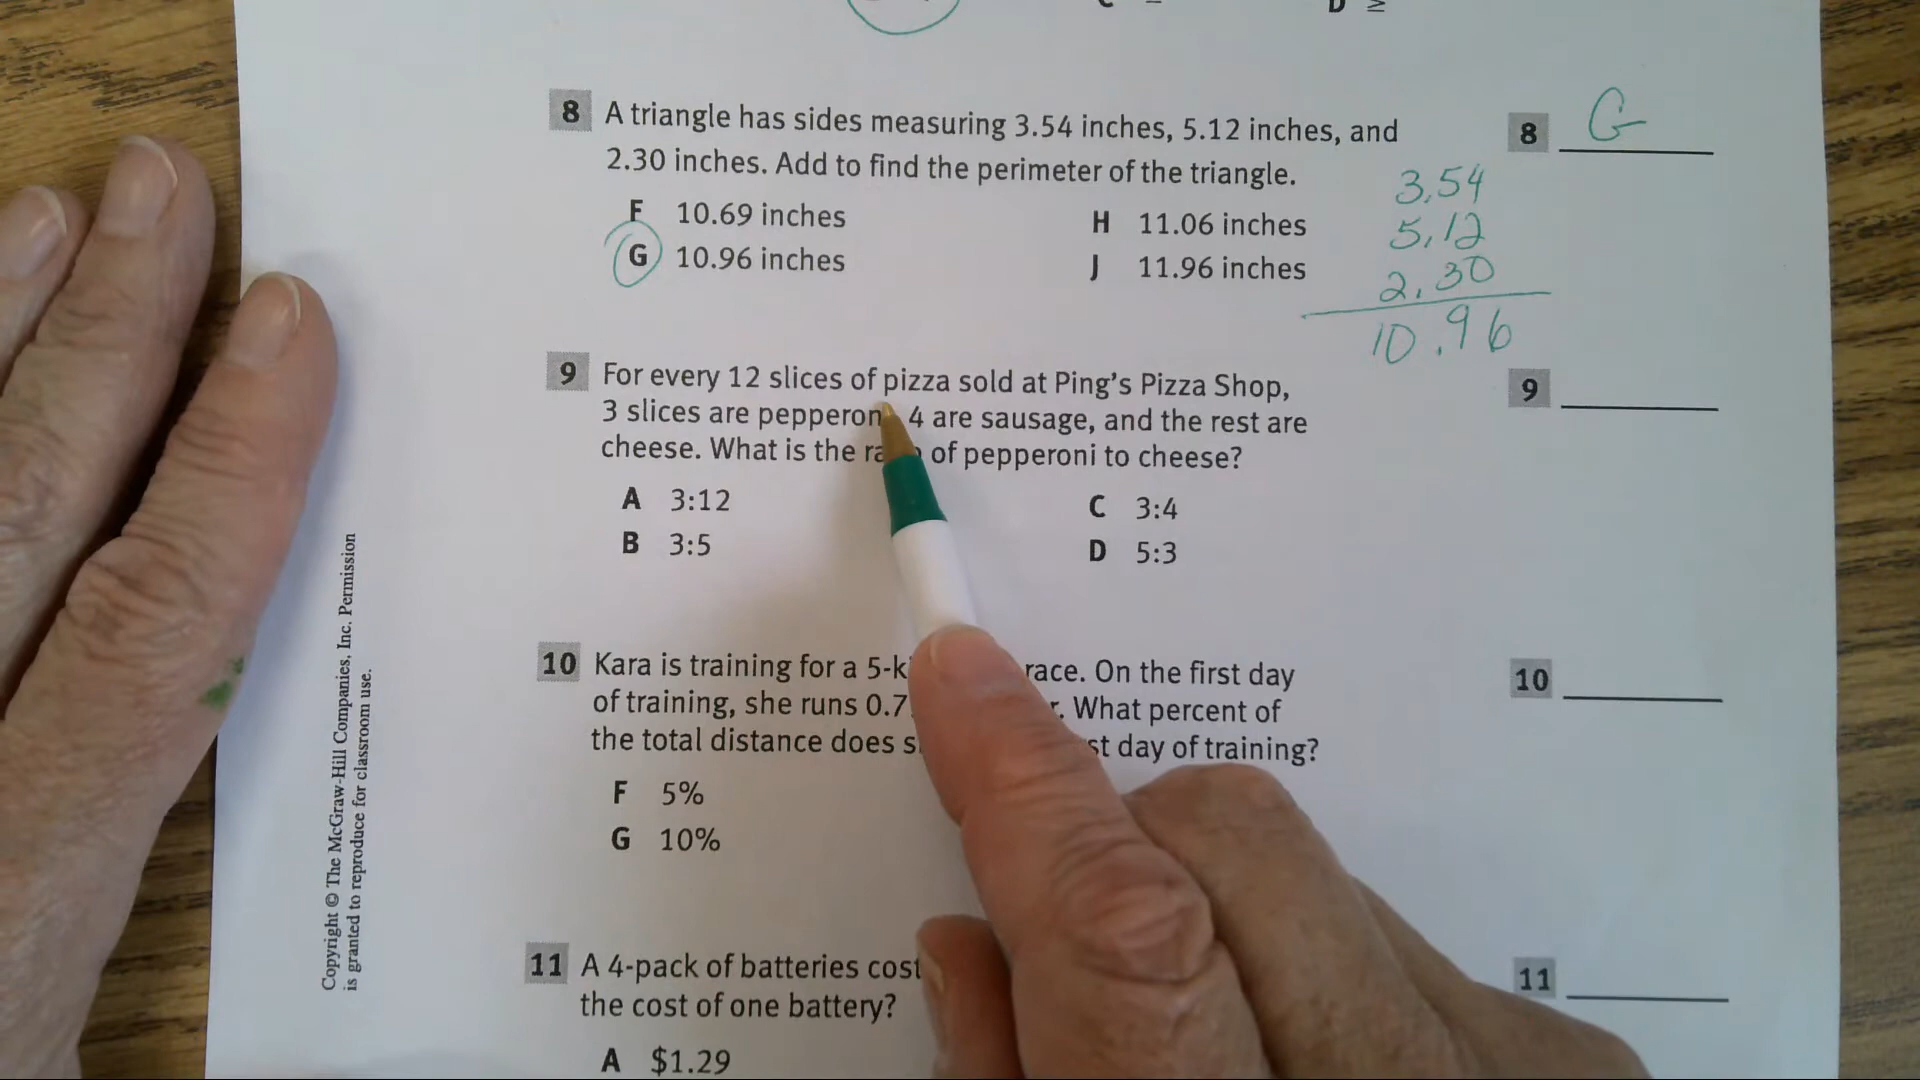 D ≥
8 A triangle has sides measuring 3.54 inches, 5.12 inches, and
2.30 inches. Add to find the perimeter of the triangle.
F 10.69 inches
G 10.96 inches
H 11.06 inches
J 11.96 inches
8 G
3.54
5.12
2.30
10.96
9 For every 12 slices of pizza sold at Ping's Pizza Shop,
3 slices are 4 are sausage, and the rest are
cheese. What is the of pepperoni to cheese?
A 3:12
B 3:5
C 3:4
D 5:3
9
10 Kara is training for a race. On the first day
of training, she runs What percent of
the total distance does day of training?
F 5%
G 10%
10
11 A 4-pack of batteries cost
the cost of one battery?
A $1.29
11
Copyright © The McGraw-Hill Companies, Inc. Permission
is granted to reproduce for classroom use.